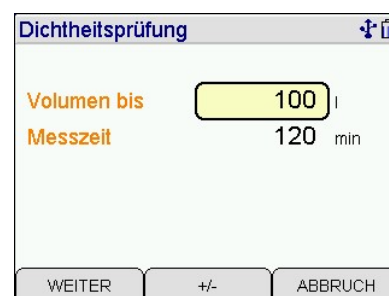 Dichtheitsprüfung
Volumen bis 100 l
Messzeit 120 min
WEITER +/- ABBRUCH